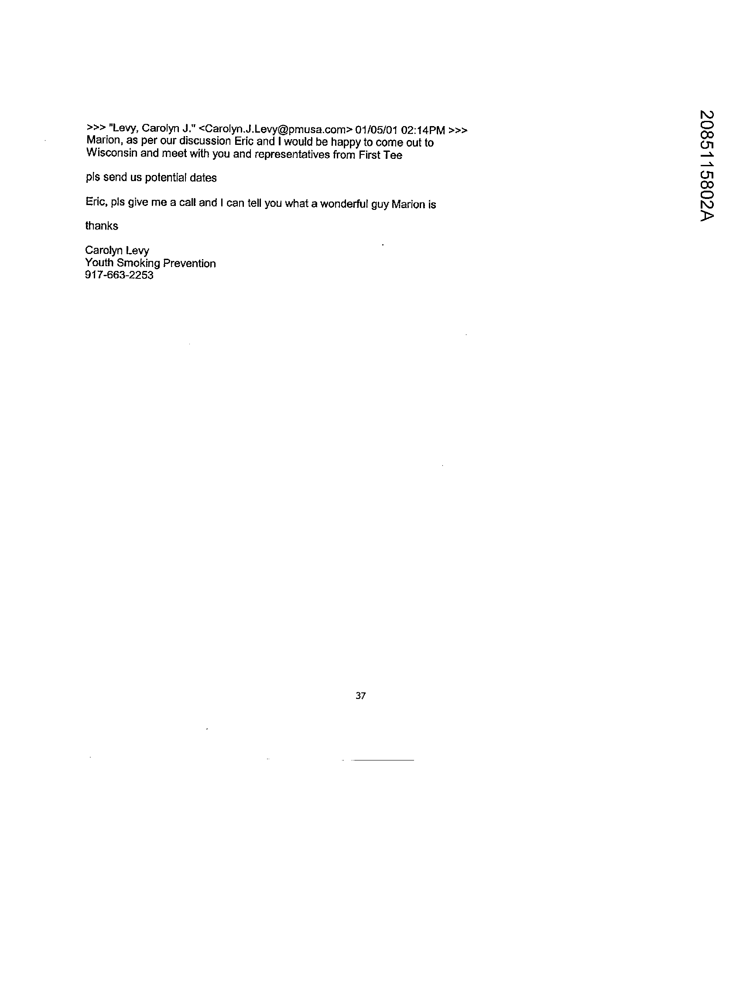 >>> "Levy, Carolyn J." <Carolyn.J.Levy@pmusa.com> 01/05/01 02:14PM >>>
Marion, as per our discussion Eric and I would be happy to come out to
Wisconsin and meet with you and representatives from First Tee
pls send us potential dates
Eric, pls give me a call and I can tell you what a wonderful guy Marion is
thanks
Carolyn Levy
Youth Smoking Prevention
917-663-2253
37
2085115802A